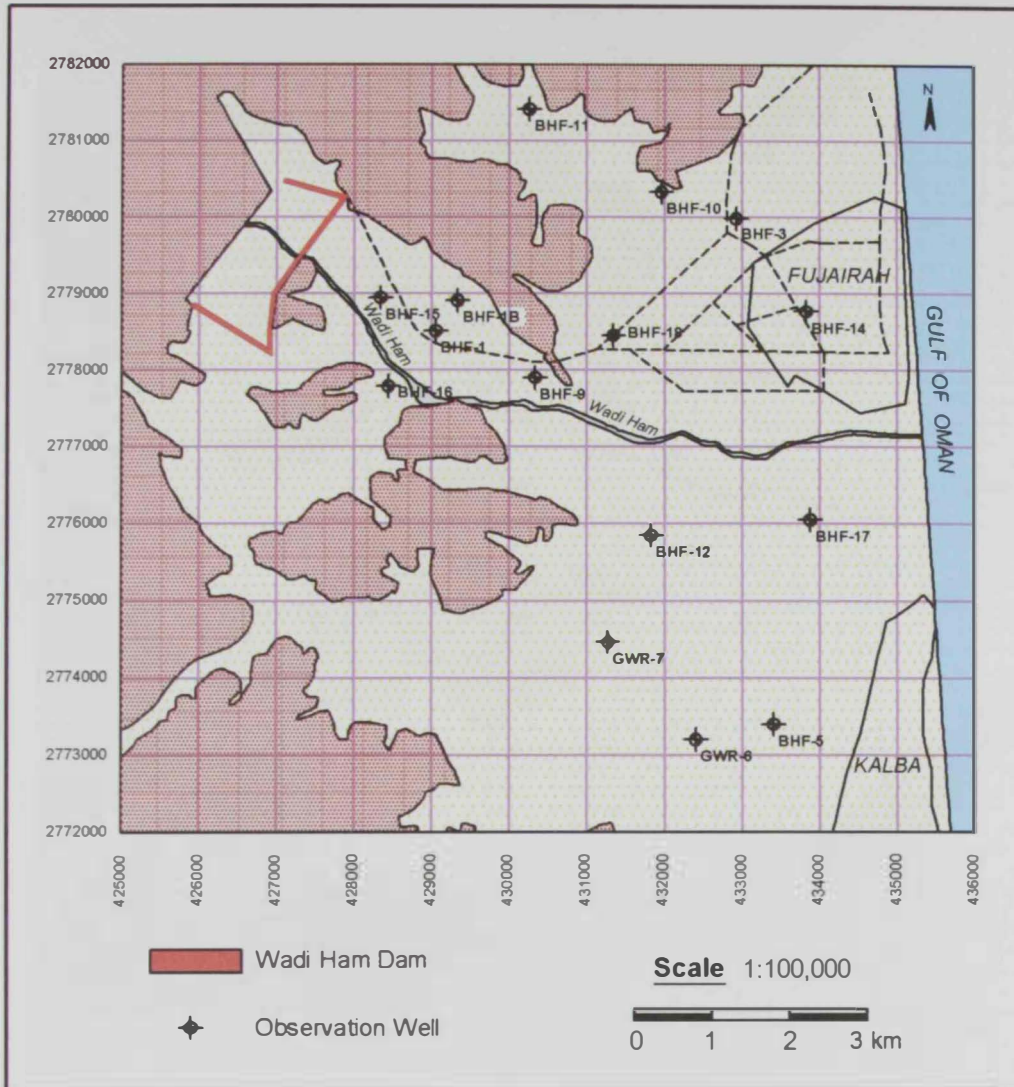 2782000
2781000
2780000
2779000
2778000
2777000
2776000
2775000
2774000
2773000
2772000
N
BHF-11
BHF-10
BHF-3
FUJAIRAH
BHF-15
BHF-1B
BHF-14
BHF-1
BHF-18
Wadi Ham
BHF-16
BHF-9
Wadi Ham
GULF OF OMAN
BHF-17
BHF-12
GWR-7
BHF-5
GWR-6
KALBA
425000
426000
427000
428000
429000
430000
431000
432000
433000
434000
435000
436000
Wadi Ham Dam
Observation Well
Scale 1:100,000
0 1 2 3 km